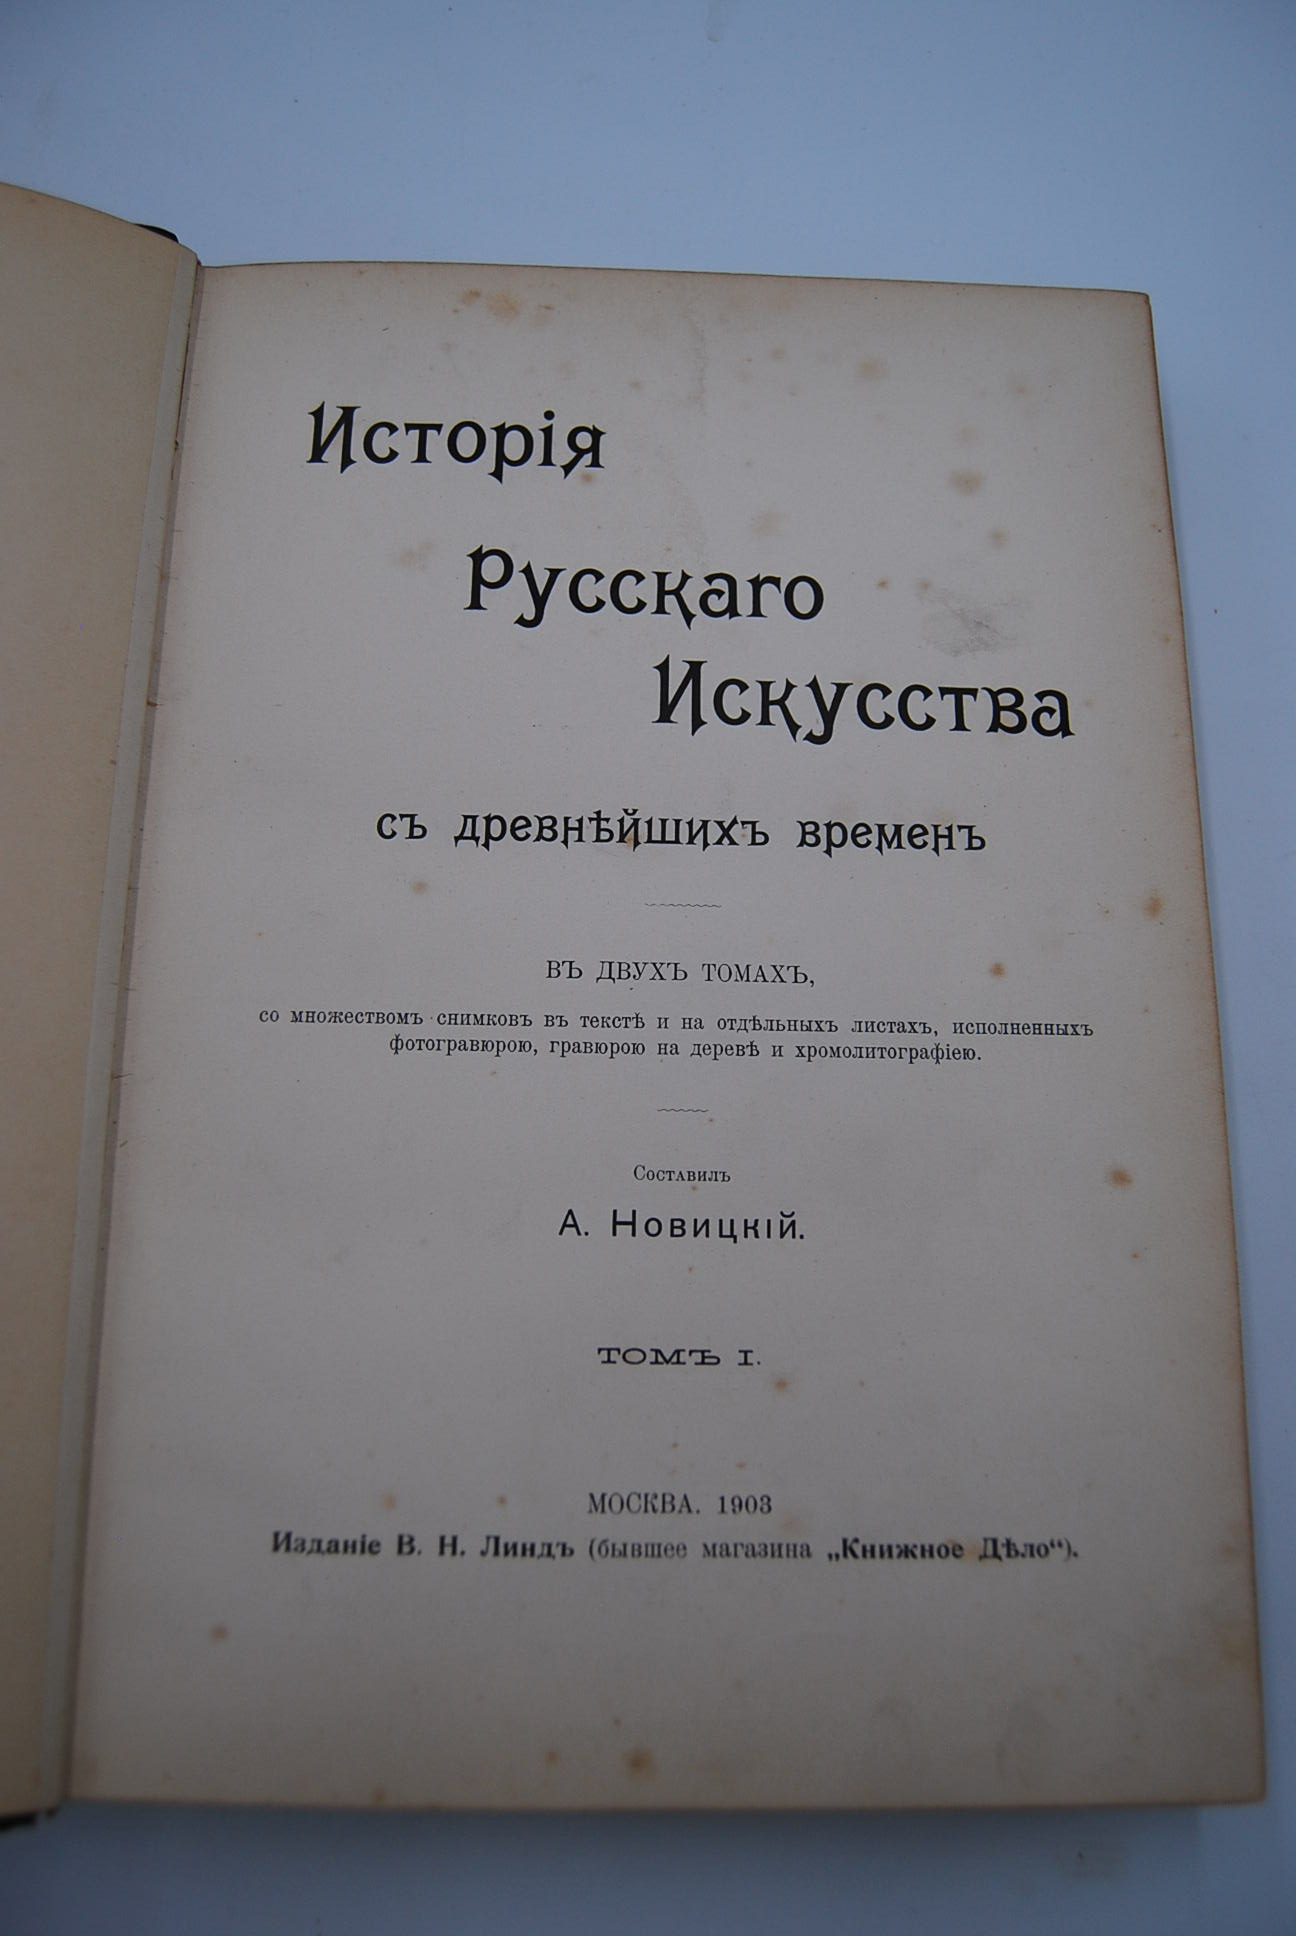 Исторія
Русскаго
Искусства
съ древнѣйшихъ временъ
ВЪ ДВУХЪ ТОМАХЪ,
со множествомъ снимковъ въ текстѣ и на отдѣльныхъ листахъ, исполненныхъ
фотогравюрою, гравюрою на деревѣ и хромолитографіею.
Составилъ
А. Новицкій.
ТОМЪ I.
МОСКВА. 1903
Изданіе В. Н. Линдъ (бывшее магазина „Книжное Дѣло“).